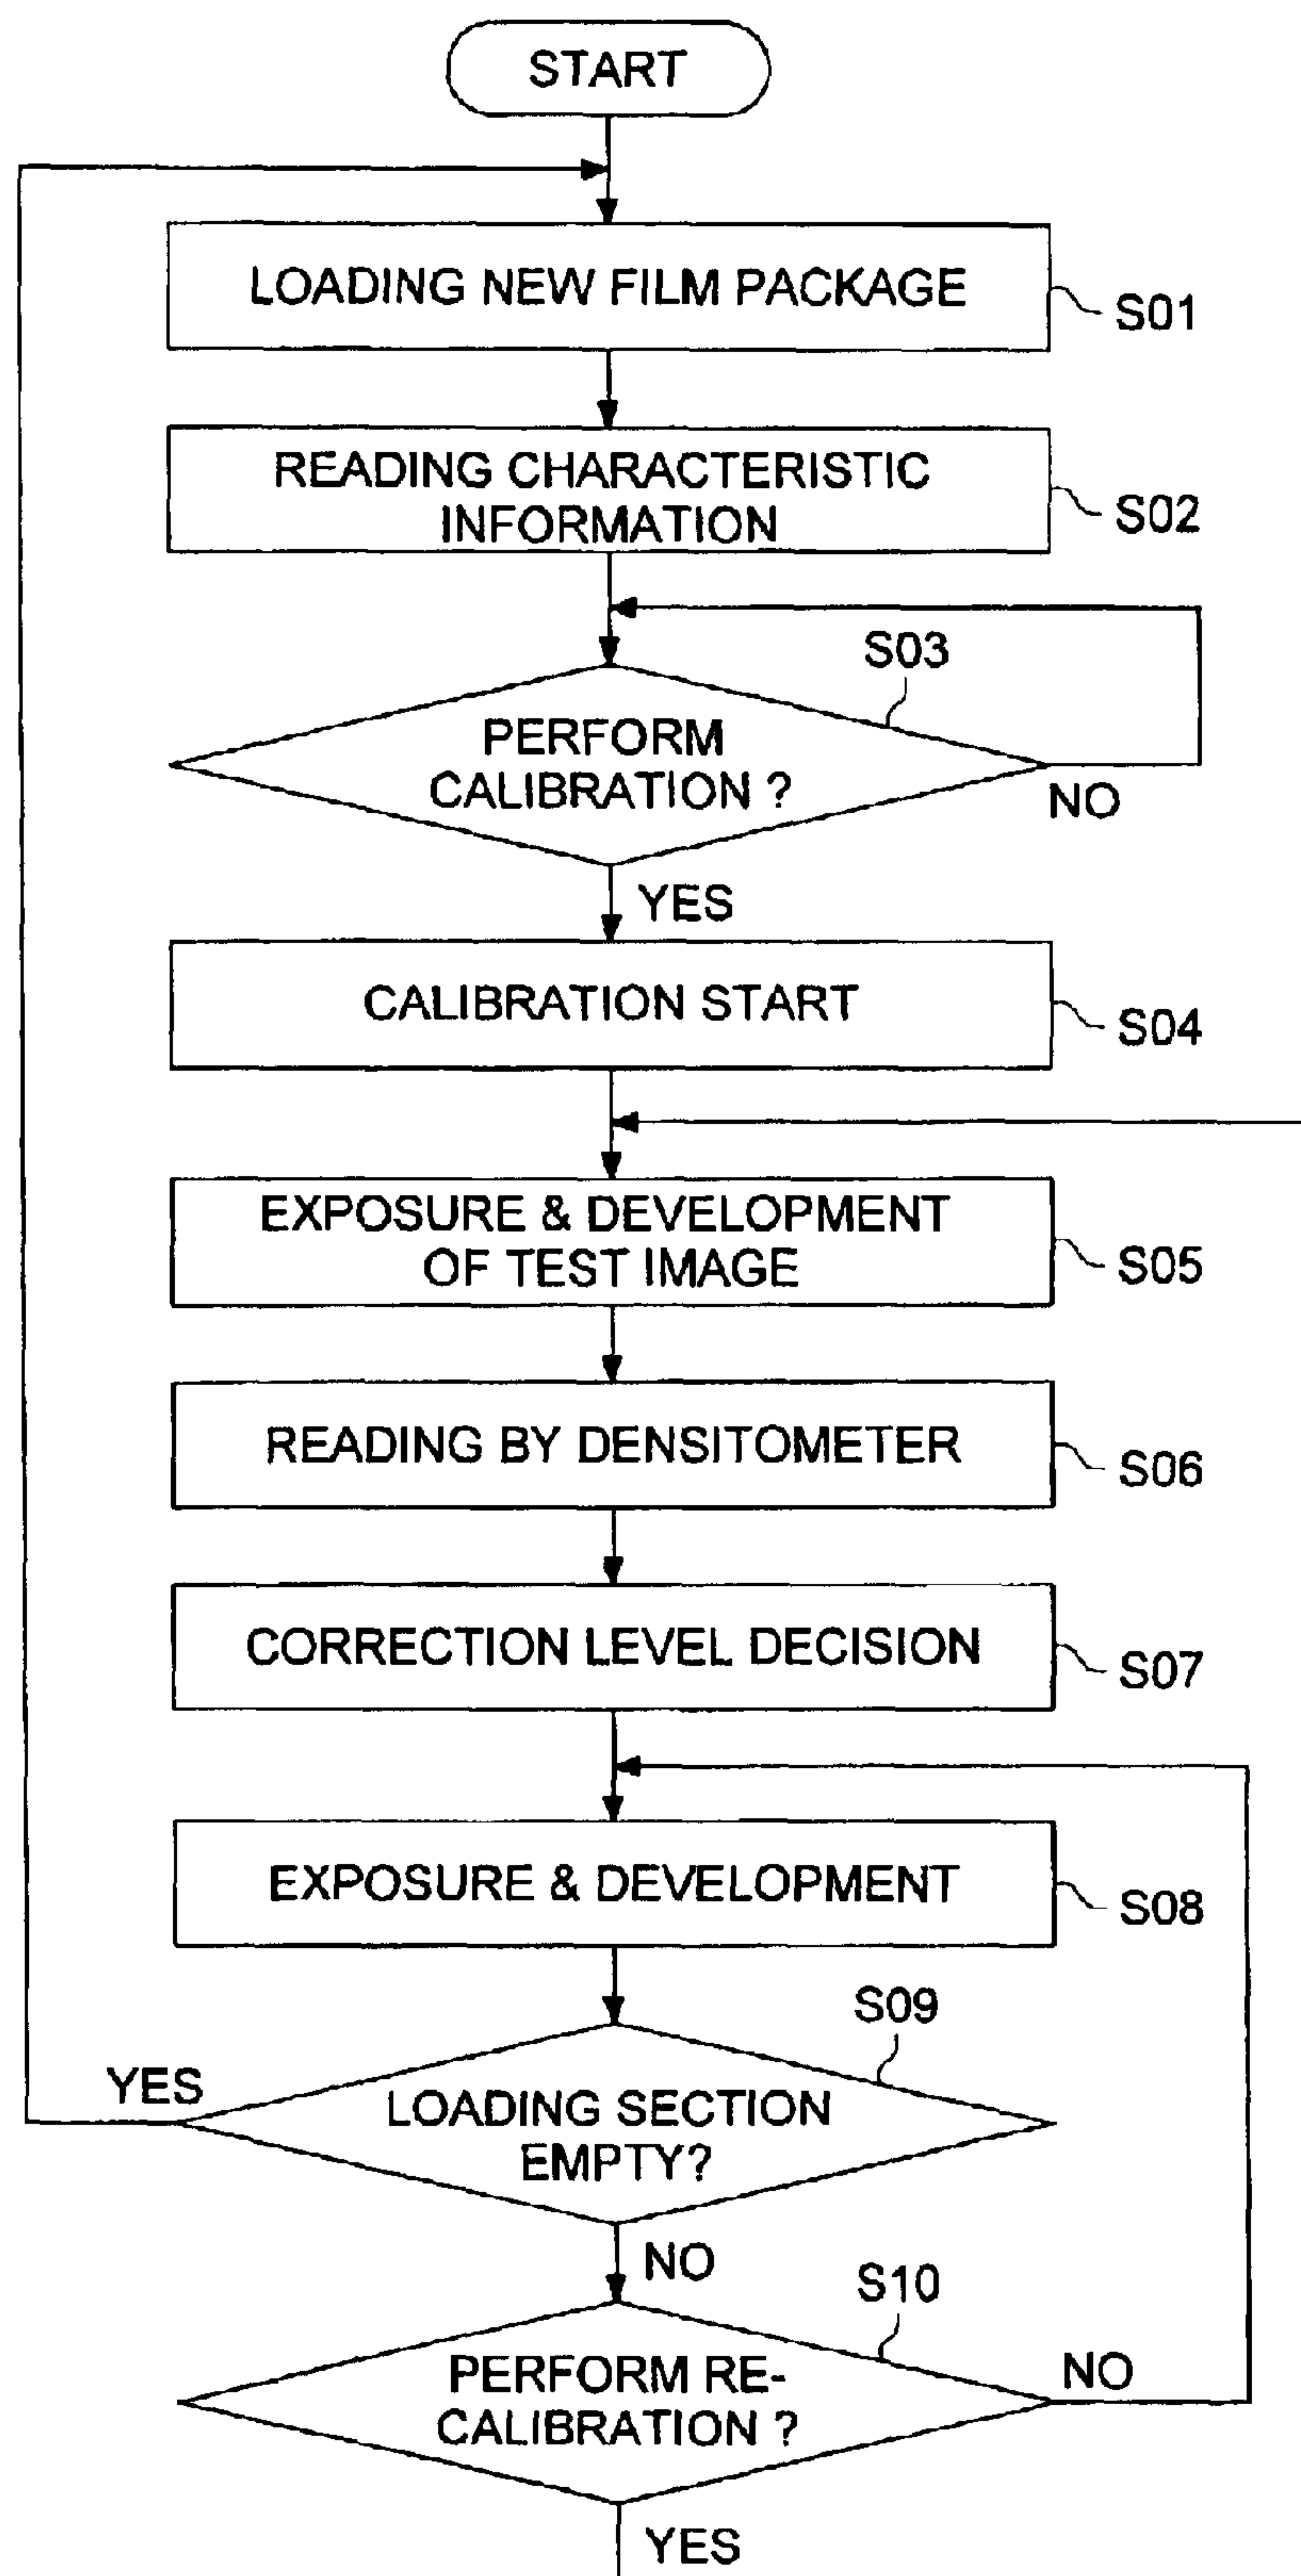 START
LOADING NEW FILM PACKAGE
S01
READING CHARACTERISTIC
INFORMATION
S02
S03
PERFORM
CALIBRATION ?
NO
YES
CALIBRATION START
S04
EXPOSURE & DEVELOPMENT
OF TEST IMAGE
S05
READING BY DENSITOMETER
S06
CORRECTION LEVEL DECISION
S07
EXPOSURE & DEVELOPMENT
S08
S09
YES
LOADING SECTION
EMPTY?
NO
S10
PERFORM RE-
CALIBRATION ?
NO
YES